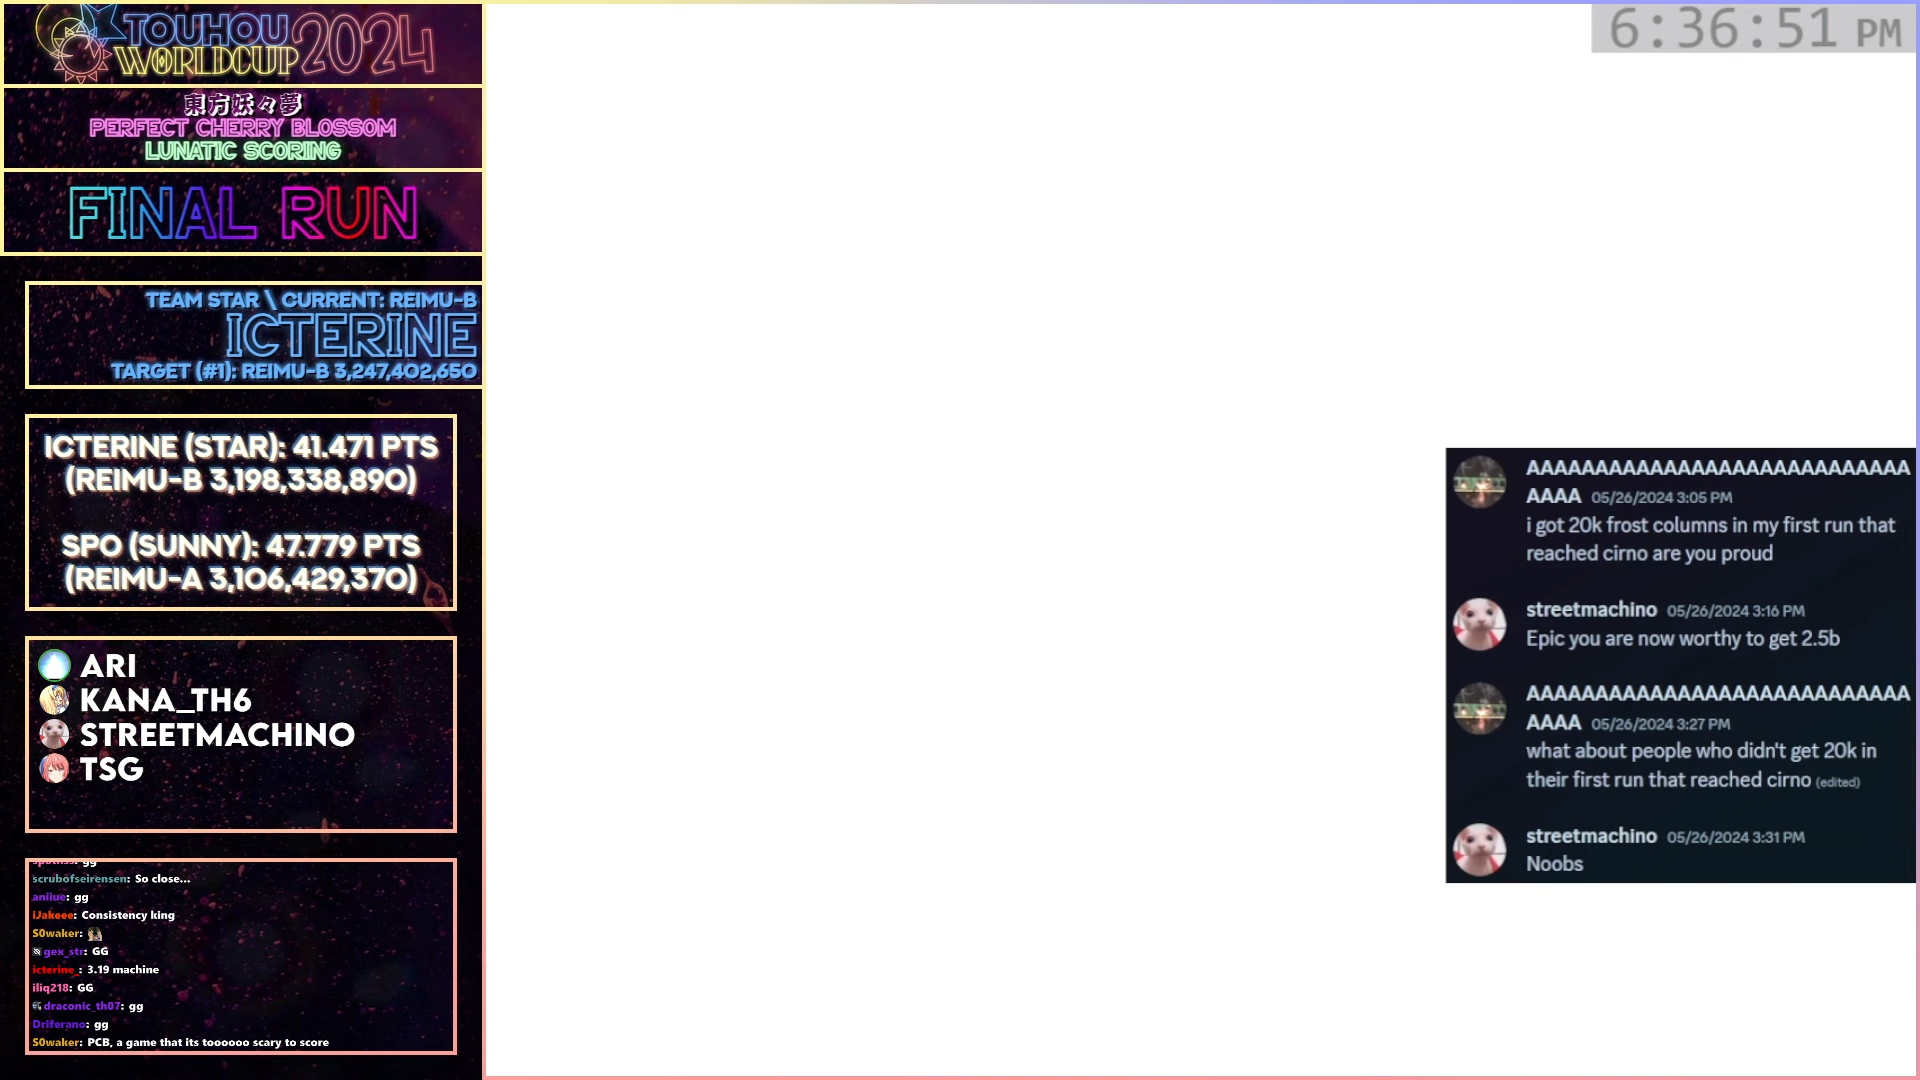 TOUHOU
WORLDCUP 2024
東方妖々夢
PERFECT CHERRY BLOSSOM
LUNATIC SCORING
FINAL RUN
TEAM STAR \ CURRENT: REIMU-B
ICTERINE
TARGET (#1): REIMU-B 3,247,402,650
ICTERINE (STAR): 41.471 PTS
(REIMU-B 3,198,338,890)
SPO (SUNNY): 47.779 PTS
(REIMU-A 3,106,429,370)
ARI
KANA_TH6
STREETMACHINO
TSG
gg
scrubofseirensen: So close...
aniiue: gg
iJakeee: Consistency king
S0waker:
gex_str: GG
icterine_: 3.19 machine
iliq218: GG
draconic_th07: gg
Driferano: gg
S0waker: PCB, a game that its toooooo scary to score
6:36:51 PM
AAAAAAAAAAAAAAAAAAAAAAAAAAAA
AAAA 05/26/2024 3:05 PM
i got 20k frost columns in my first run that
reached cirno are you proud
streetmachino 05/26/2024 3:16 PM
Epic you are now worthy to get 2.5b
AAAAAAAAAAAAAAAAAAAAAAAAAAAA
AAAA 05/26/2024 3:27 PM
what about people who didn't get 20k in
their first run that reached cirno (edited)
streetmachino 05/26/2024 3:31 PM
Noobs